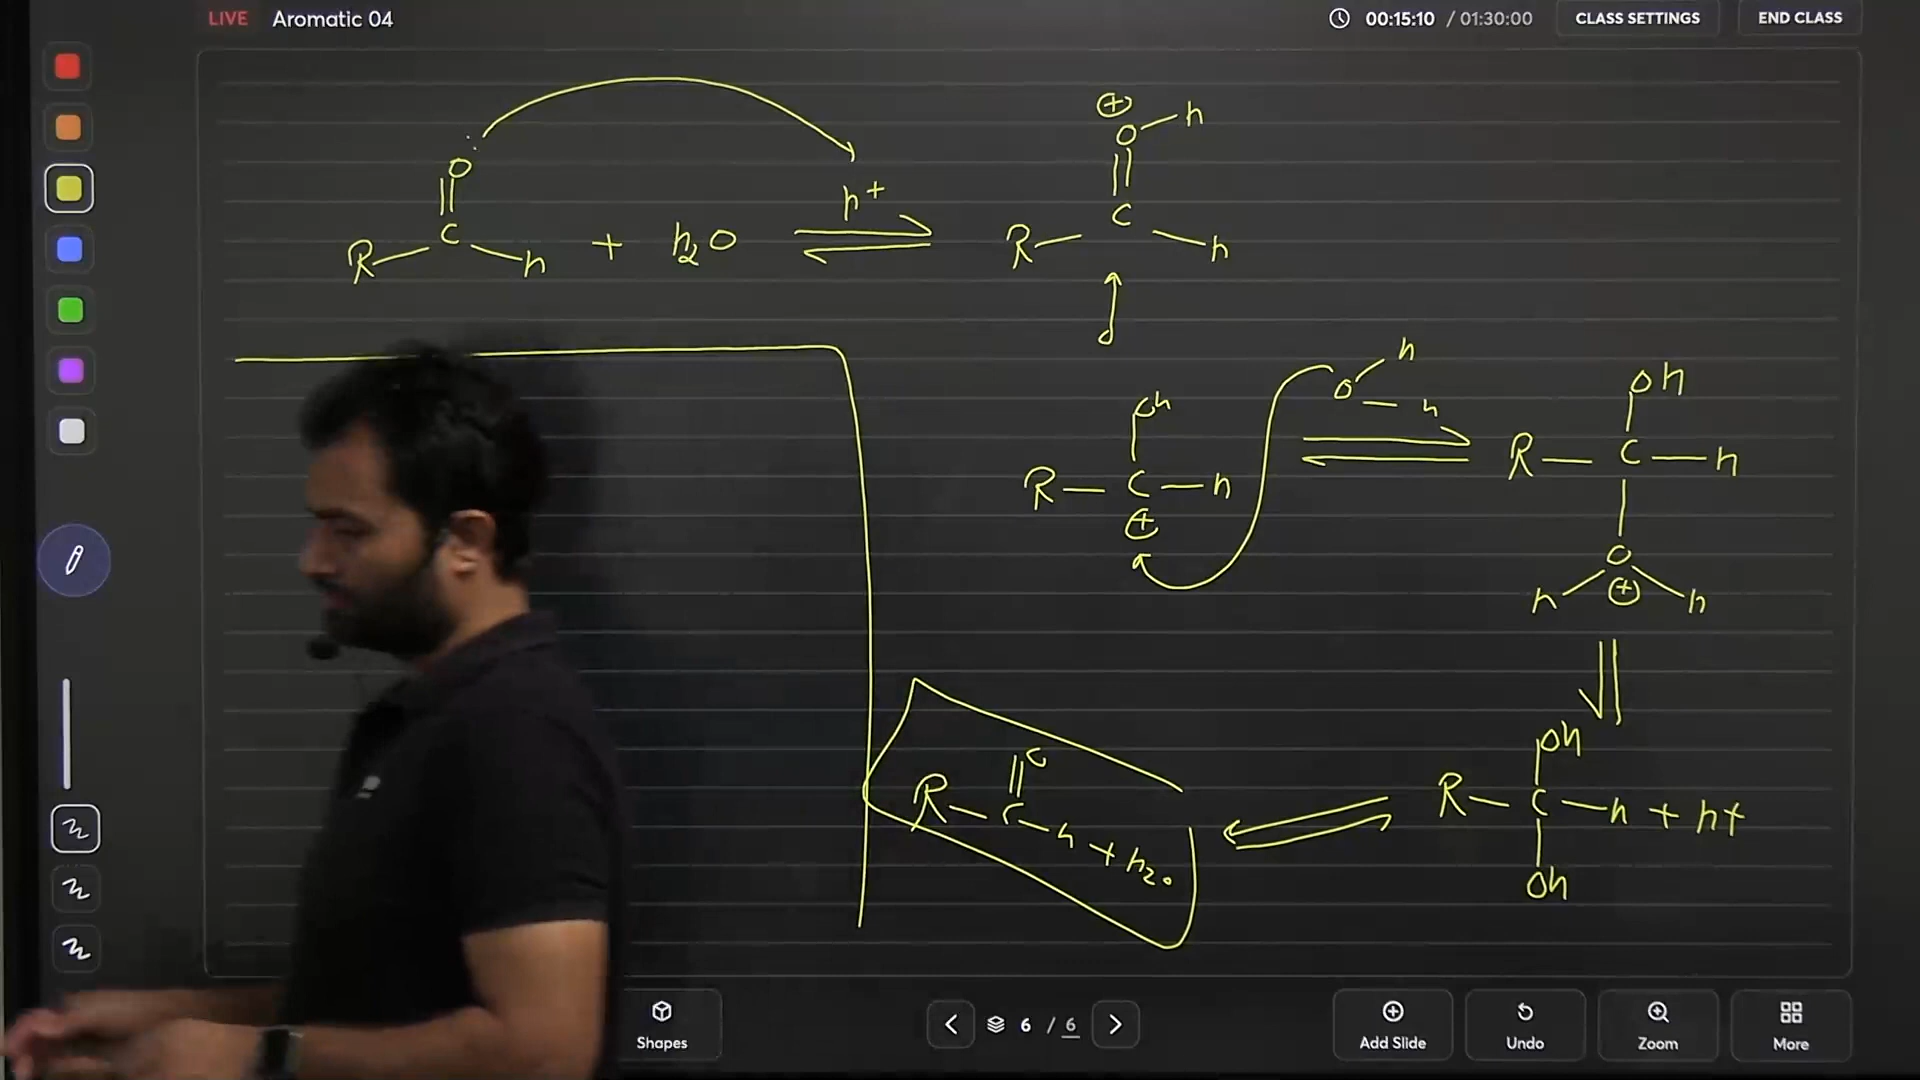 LIVE Aromatic 04 00:15:10 / 01:30:00 CLASS SETTINGS END CLASS
⊕
O—h
O h+
R—C—h + h2O ⇌ R—C—h
Oh O—h Oh
h
R—C—h ⇌ R—C—h
⊕ O
h ⊕ h
Oh
R—C—h + h2O R—C—h + h+
Oh
Shapes 6 / 6 Add Slide Undo Zoom More